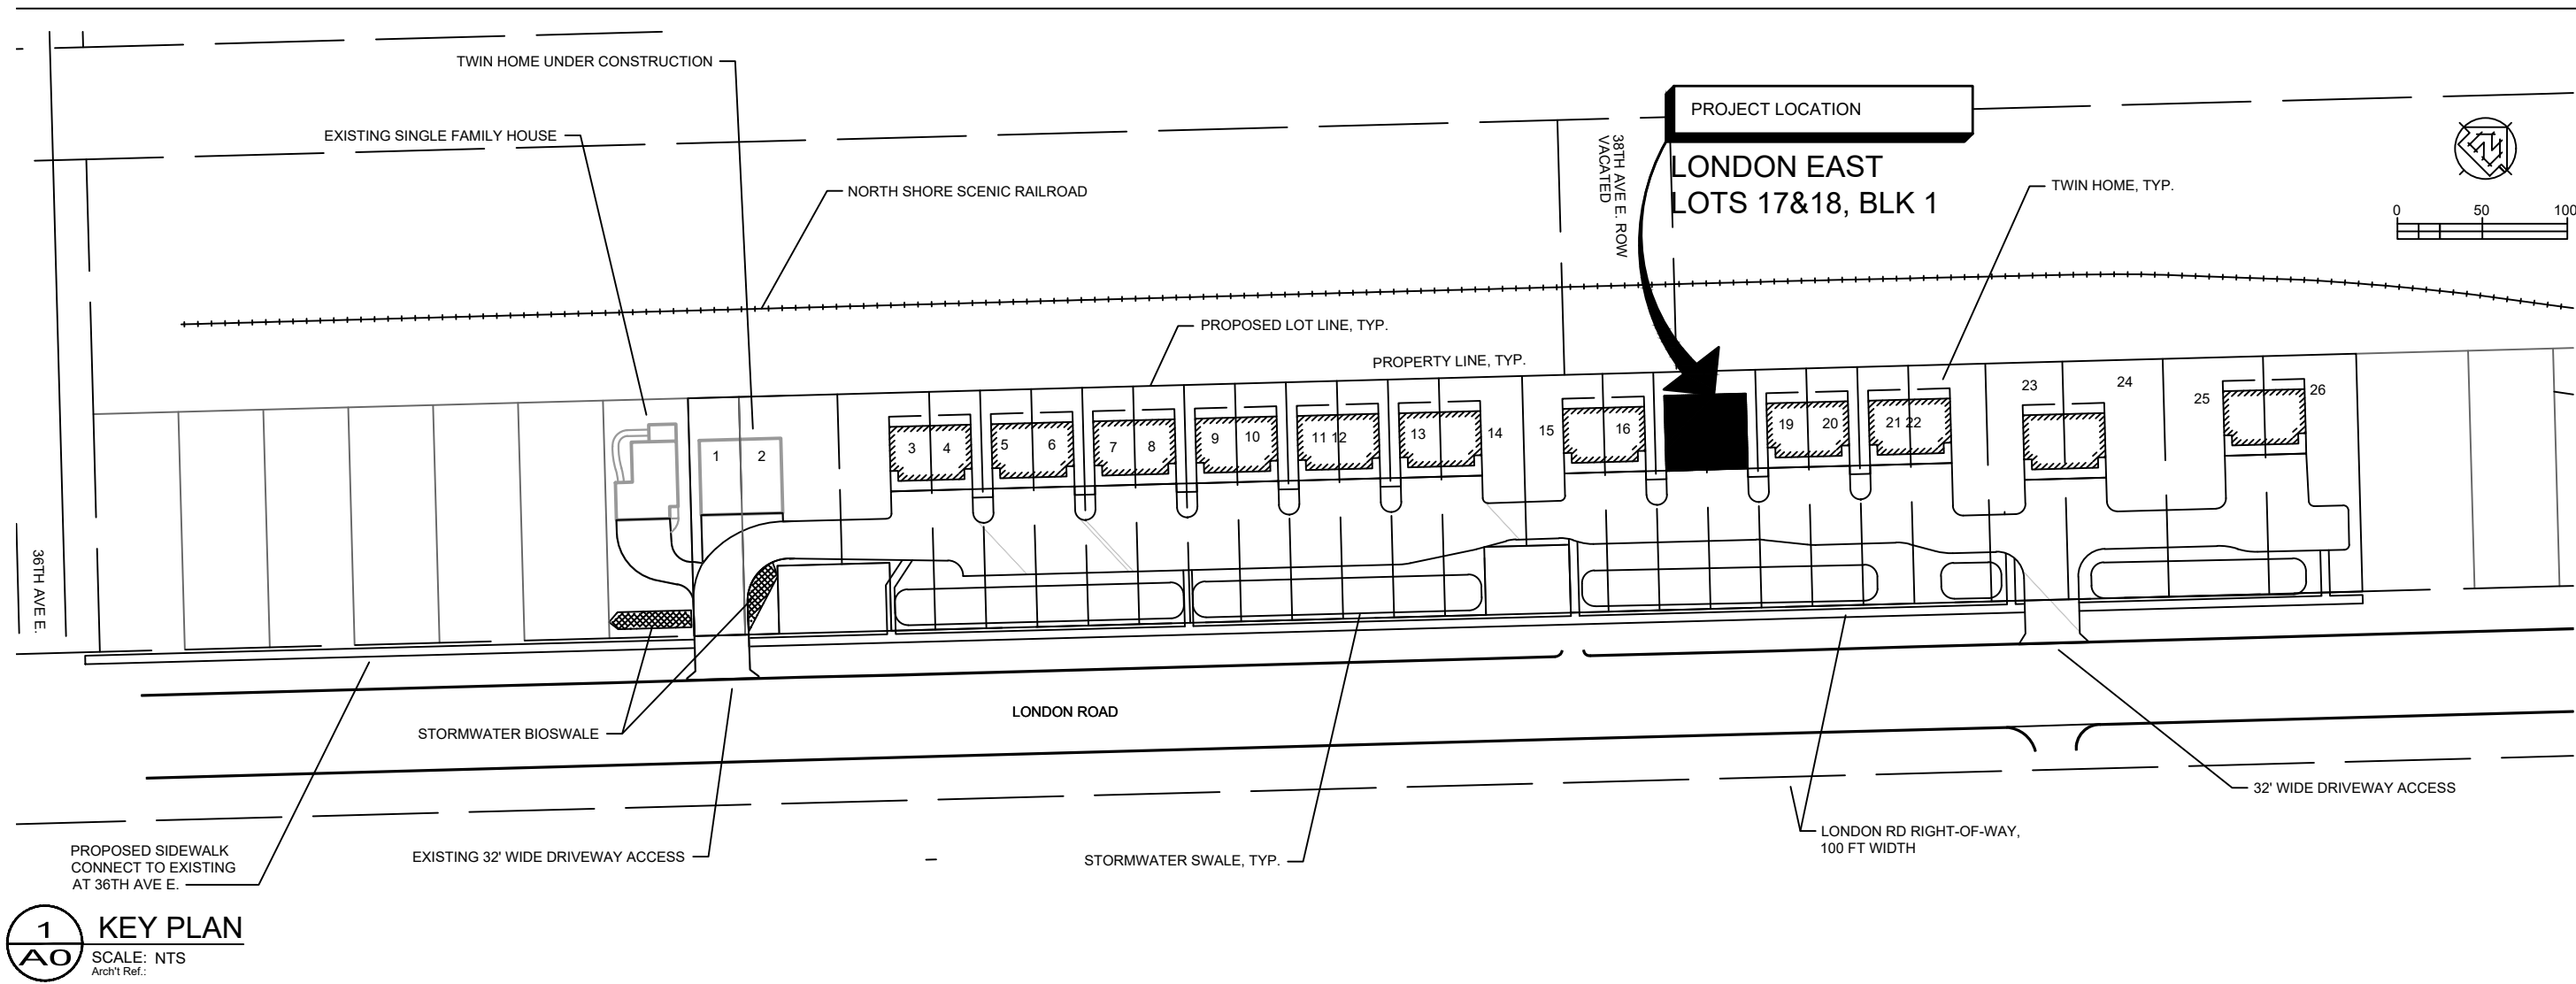 TWIN HOME UNDER CONSTRUCTION
EXISTING SINGLE FAMILY HOUSE
NORTH SHORE SCENIC RAILROAD
PROJECT LOCATION
LONDON EAST
LOTS 17&18, BLK 1
38TH AVE E. ROW
VACATED
TWIN HOME, TYP.
0 50 100
PROPOSED LOT LINE, TYP.
PROPERTY LINE, TYP.
1 2 3 4 5 6 7 8 9 10 11 12 13 14 15 16 19 20 21 22 23 24 25 26
36TH AVE E.
STORMWATER BIOSWALE
LONDON ROAD
32' WIDE DRIVEWAY ACCESS
PROPOSED SIDEWALK
CONNECT TO EXISTING
AT 36TH AVE E.
EXISTING 32' WIDE DRIVEWAY ACCESS
STORMWATER SWALE, TYP.
LONDON RD RIGHT-OF-WAY,
100 FT WIDTH
1
A0
KEY PLAN
SCALE: NTS
Arch't Ref.: